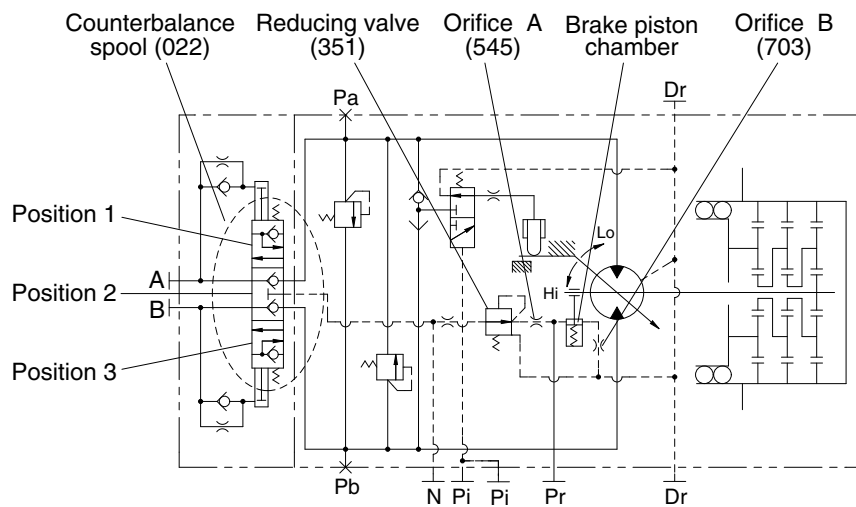 Counterbalance
spool (022)
Reducing valve
(351)
Orifice A
(545)
Brake piston
chamber
Orifice B
(703)
Pa
Dr
Position 1
Lo
A
Position 2
Hi
B
Position 3
Pb
N
Pi
Pi
Pr
Dr